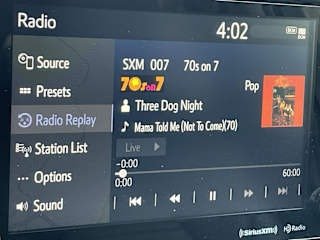 Radio
4:02
Source
SXM 007 70s on 7
70s on 7
Pop
Presets
Three Dog Night
Radio Replay
Mama Told Me (Not To Come)(70)
Station List
Live
-0:00
Options
0:00
60:00
Sound
SiriusXM
HD Radio